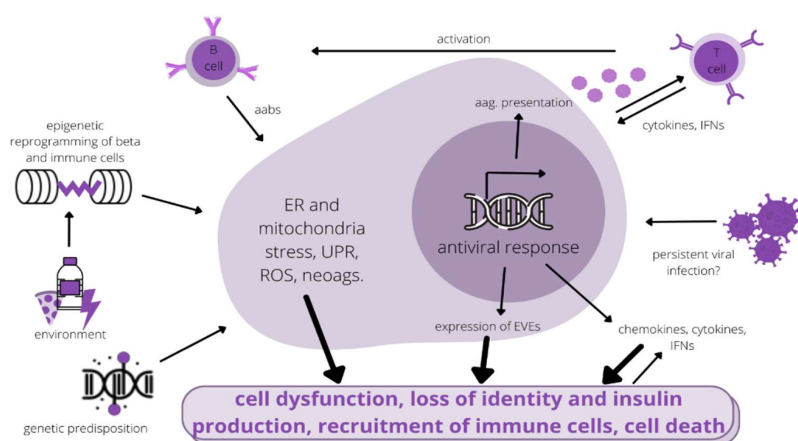 activation
B
cell
T
cell
aabs
aag. presentation
cytokines, IFNs
epigenetic
reprogramming of beta
and immune cells
ER and
mitochondria
stress, UPR,
ROS, neoags.
antiviral response
persistent viral
infection?
environment
expression of EVEs
chemokines, cytokines,
IFNs
genetic predisposition
cell dysfunction, loss of identity and insulin
production, recruitment of immune cells, cell death